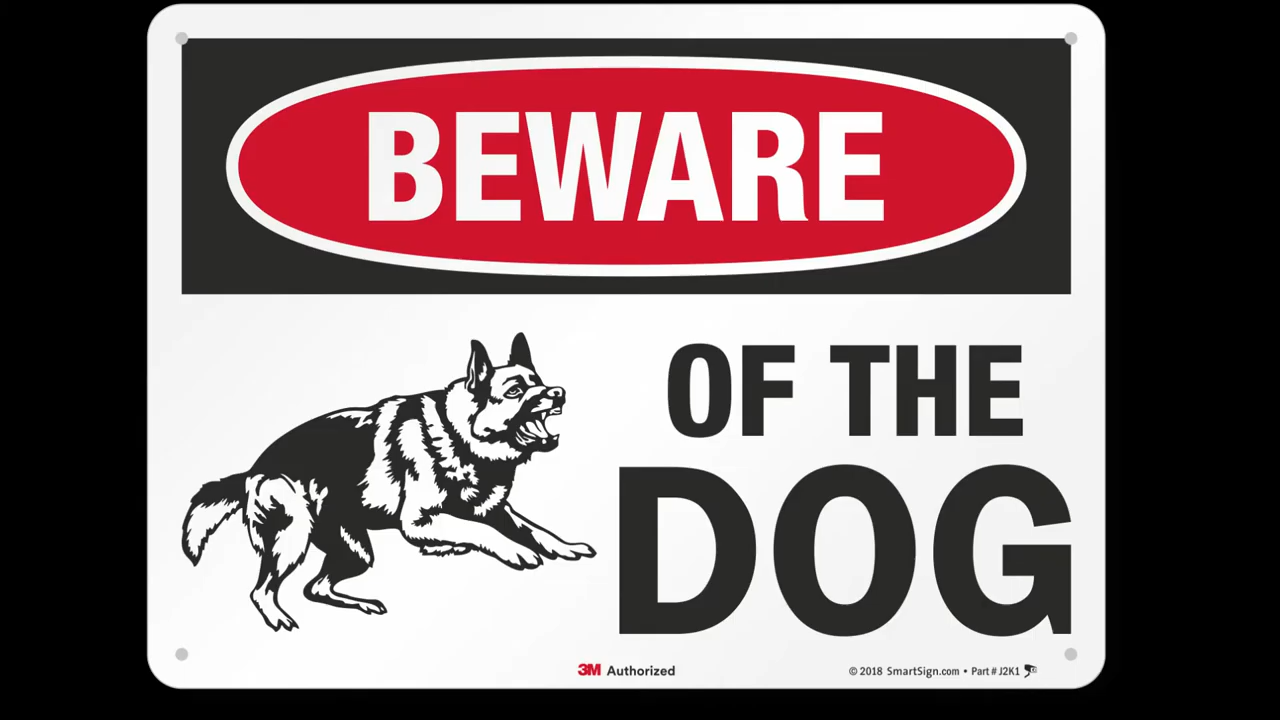 BEWARE
OF THE
DOG
3M Authorized
© 2018 SmartSign.com • Part # J2K1